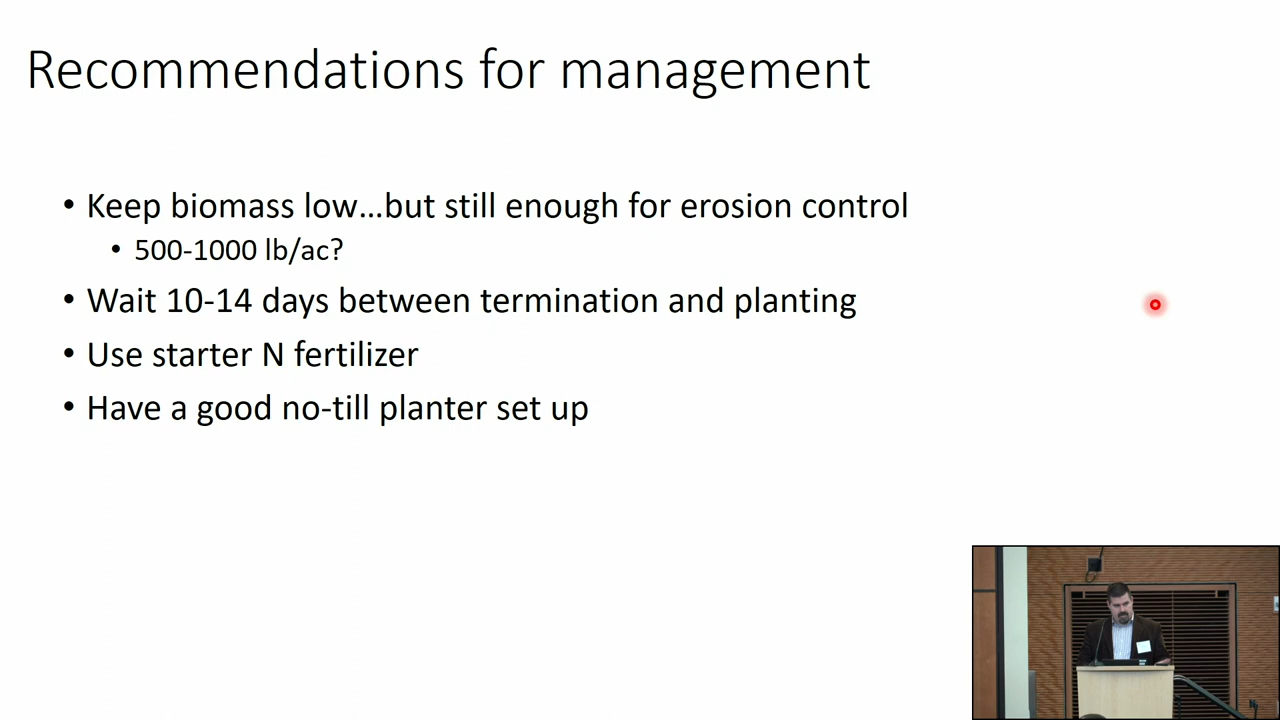 Recommendations for management
• Keep biomass low...but still enough for erosion control
• 500-1000 lb/ac?
• Wait 10-14 days between termination and planting
• Use starter N fertilizer
• Have a good no-till planter set up